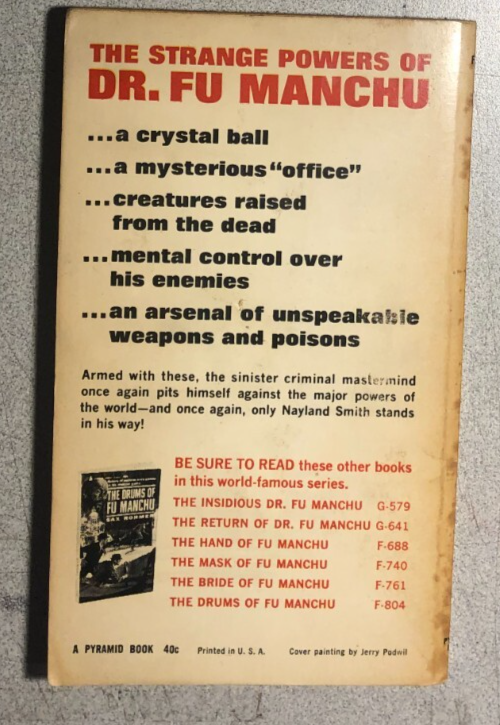 THE STRANGE POWERS OF
DR. FU MANCHU
...a crystal ball
...a mysterious “office”
...creatures raised
from the dead
...mental control over
his enemies
...an arsenal of unspeakable
weapons and poisons
Armed with these, the sinister criminal mastermind
once again pits himself against the major powers of
the world—and once again, only Nayland Smith stands
in his way!
BE SURE TO READ these other books
in this world-famous series.
THE INSIDIOUS DR. FU MANCHU G-579
THE RETURN OF DR. FU MANCHU G-641
THE HAND OF FU MANCHU F-688
THE MASK OF FU MANCHU F-740
THE BRIDE OF FU MANCHU F-761
THE DRUMS OF FU MANCHU F-804
THE DRUMS OF
FU MANCHU
SAX ROHMER
A PYRAMID BOOK 40c Printed in U. S. A. Cover painting by Jerry Podwil